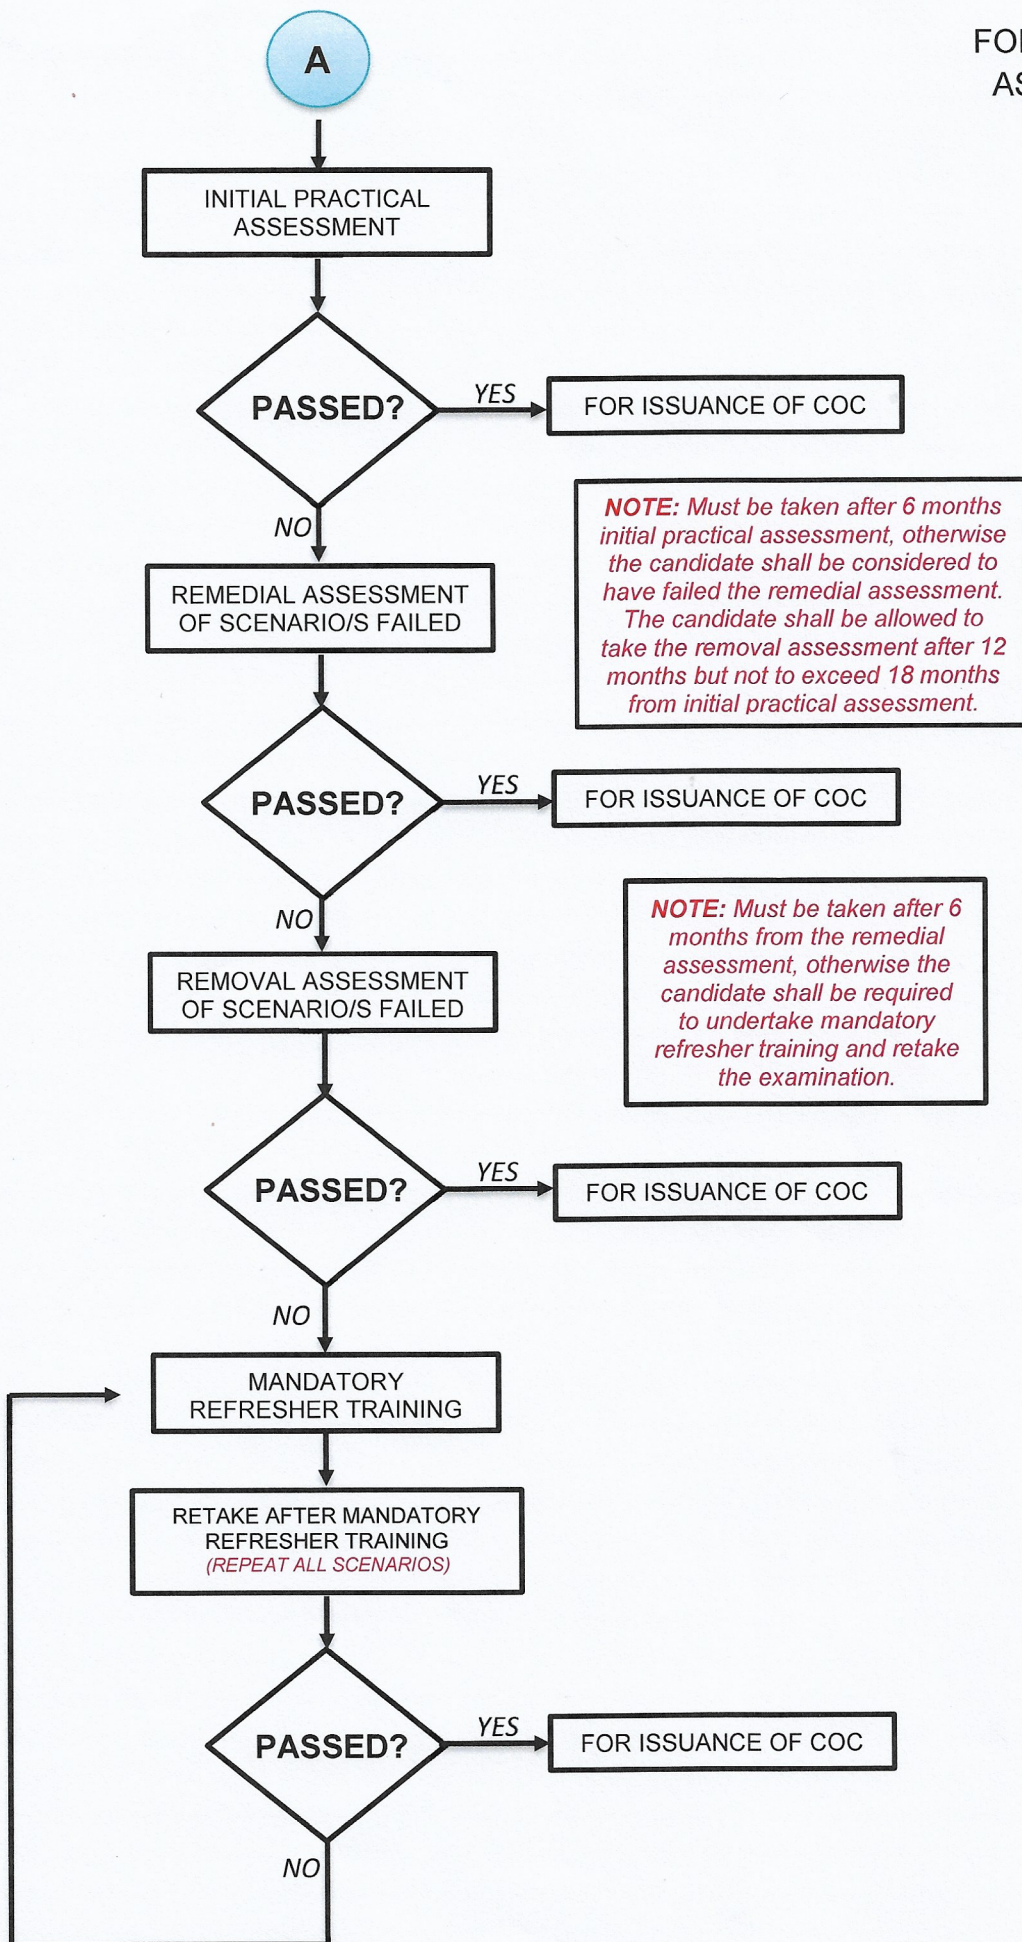 A
FO
AS
INITIAL PRACTICAL
ASSESSMENT
PASSED?
YES
FOR ISSUANCE OF COC
NO
NOTE: Must be taken after 6 months
initial practical assessment, otherwise
the candidate shall be considered to
have failed the remedial assessment.
The candidate shall be allowed to
take the removal assessment after 12
months but not to exceed 18 months
from initial practical assessment.
REMEDIAL ASSESSMENT
OF SCENARIO/S FAILED
PASSED?
YES
FOR ISSUANCE OF COC
NO
NOTE: Must be taken after 6
months from the remedial
assessment, otherwise the
candidate shall be required
to undertake mandatory
refresher training and retake
the examination.
REMOVAL ASSESSMENT
OF SCENARIO/S FAILED
PASSED?
YES
FOR ISSUANCE OF COC
NO
MANDATORY
REFRESHER TRAINING
RETAKE AFTER MANDATORY
REFRESHER TRAINING
(REPEAT ALL SCENARIOS)
PASSED?
YES
FOR ISSUANCE OF COC
NO